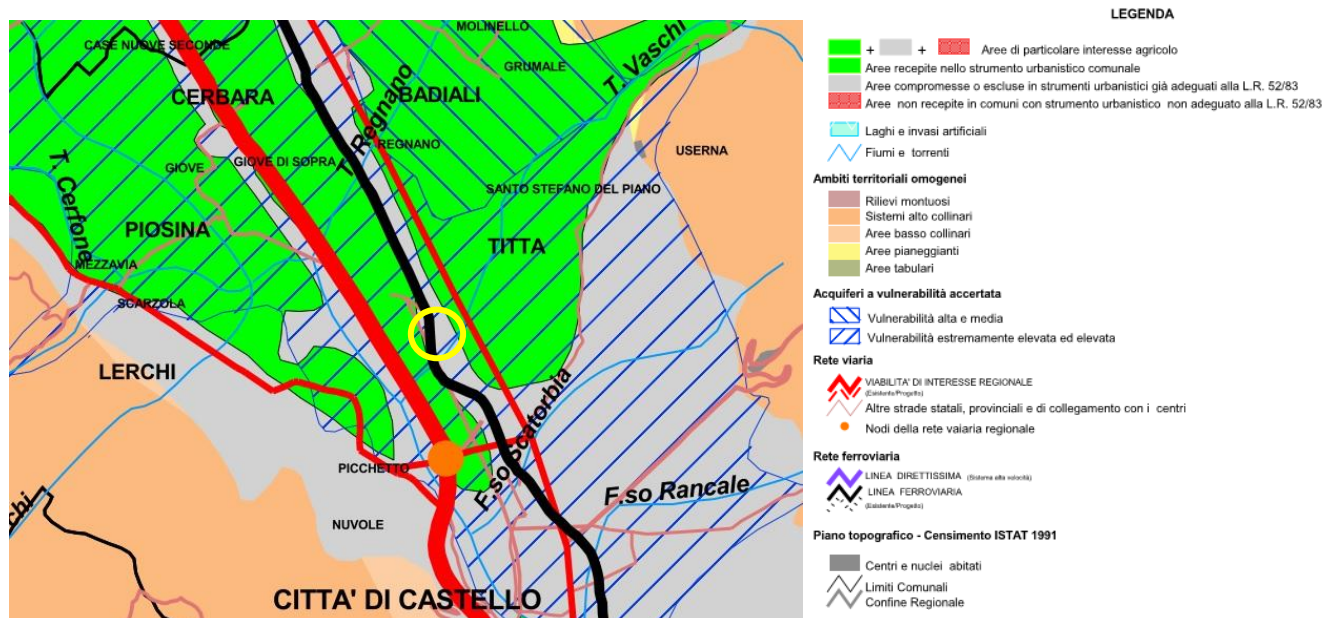 MOLINELLO
CASE NUOVE SECONDE
GRUMALE
T. Vaschi
CERBARA
BADIALI
T. Regnano
REGNANO
USERNA
GIOVE
GIOVE DI SOPRA
SANTO STEFANO DEL PIANO
T. Cerfone
PIOSINA
TITTA
MEZZAVIA
SCARZOLA
LERCHI
F.so Scatorbia
PICCHETTO
F.so Rancale
chi
NUVOLE
CITTA' DI CASTELLO
LEGENDA
+ + Aree di particolare interesse agricolo
Aree recepite nello strumento urbanistico comunale
Aree compromesse o escluse in strumenti urbanistici già adeguati alla L.R. 52/83
Aree non recepite in comuni con strumento urbanistico non adeguato alla L.R. 52/83
Laghi e invasi artificiali
Fiumi e torrenti
Ambiti territoriali omogenei
Rilievi montuosi
Sistemi alto collinari
Aree basso collinari
Aree pianeggianti
Aree tabulari
Acquiferi a vulnerabilità accertata
Vulnerabilità alta e media
Vulnerabilità estremamente elevata ed elevata
Rete viaria
VIABILITA' DI INTERESSE REGIONALE
(Esistente/Progetto)
Altre strade statali, provinciali e di collegamento con i centri
Nodi della rete vaiaria regionale
Rete ferroviaria
LINEA DIRETTISSIMA (Sistema alta velocità)
LINEA FERROVIARIA
(Esistente/Progetto)
Piano topografico - Censimento ISTAT 1991
Centri e nuclei abitati
Limiti Comunali
Confine Regionale